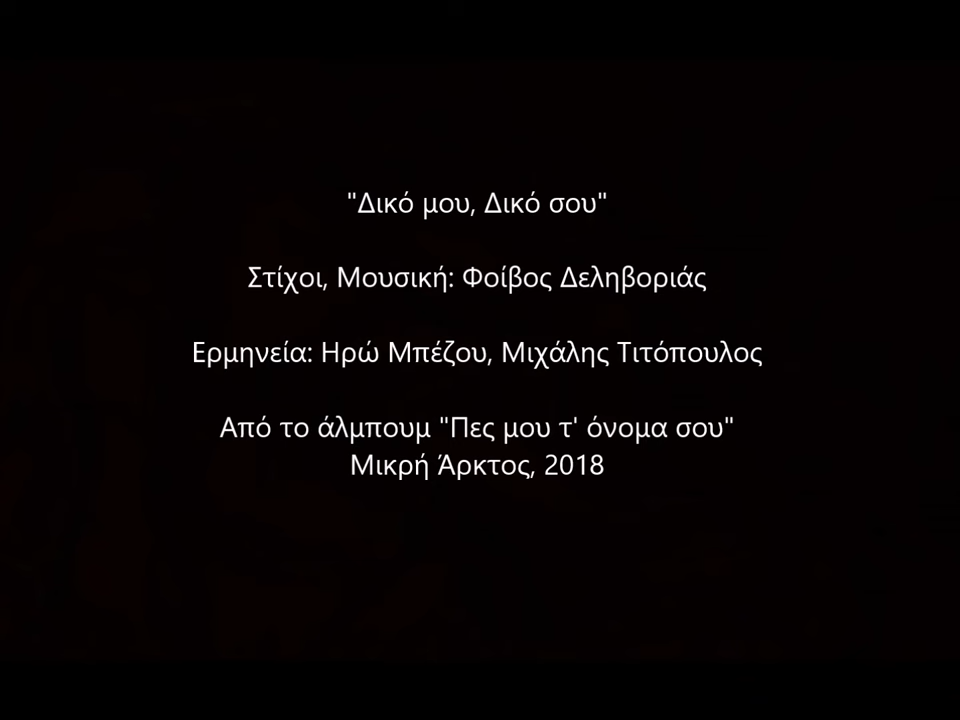 "Δικό μου, Δικό σου"
Στίχοι, Μουσική: Φοίβος Δεληβοριάς
Ερμηνεία: Ηρώ Μπέζου, Μιχάλης Τιτόπουλος
Από το άλμπουμ "Πες μου τ' όνομα σου"
Μικρή Άρκτος, 2018